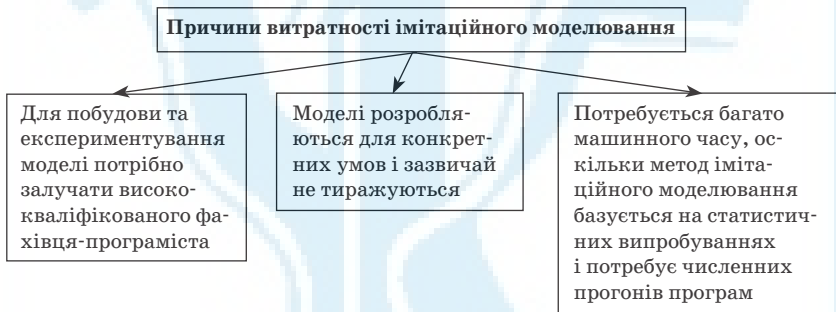 Причини витратності імітаційного моделювання
Для побудови та
експериментування
моделі потрібно
залучати високо-
кваліфікованого фа-
хівця-програміста
Моделі розробля-
ються для конкрет-
них умов і зазвичай
не тиражуються
Потребується багато
машинного часу, ос-
кільки метод іміта-
ційного моделювання
базується на статистич-
них випробуваннях
і потребує численних
прогонів програм